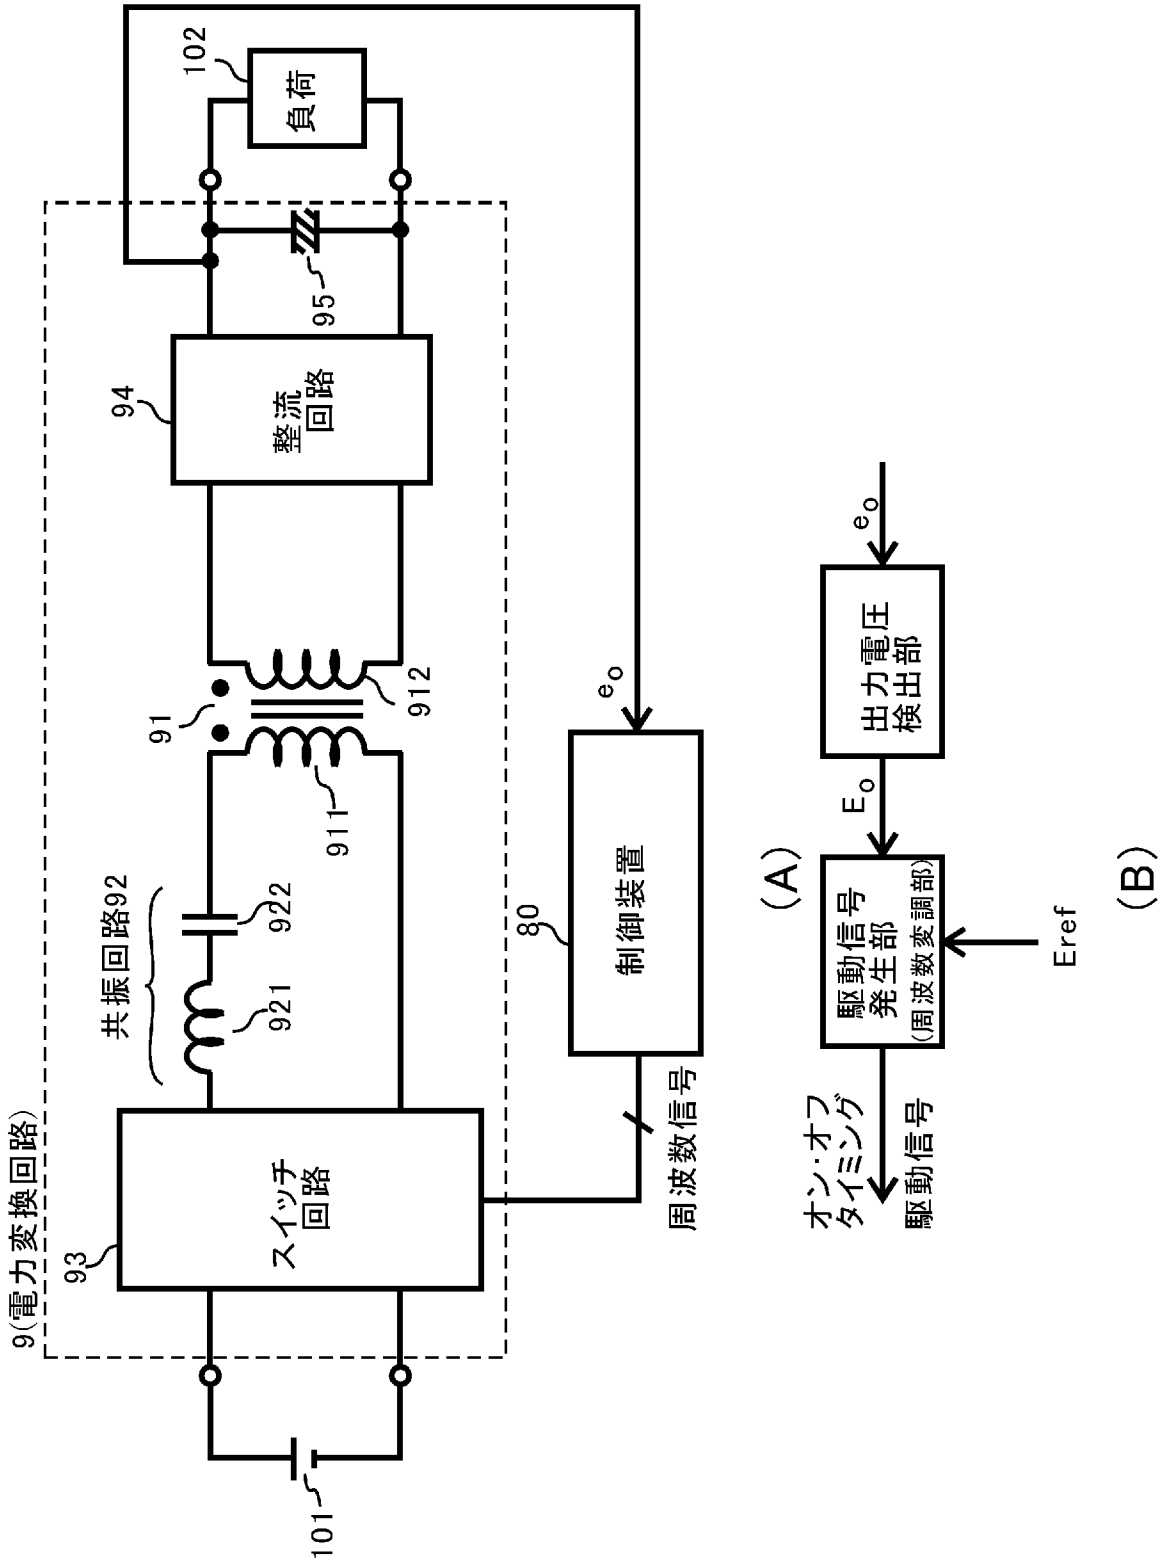 9(電力変換回路)
共振回路92
93
スイッチ
回路
921
922
91
911
912
94
整流
回路
95
102
負荷
101
80
制御装置
周波数信号
eo
(A)
オン・オフ
タイミング
駆動信号
駆動信号
発生部
(周波数変調部)
Eo
出力電圧
検出部
eo
Eref
(B)